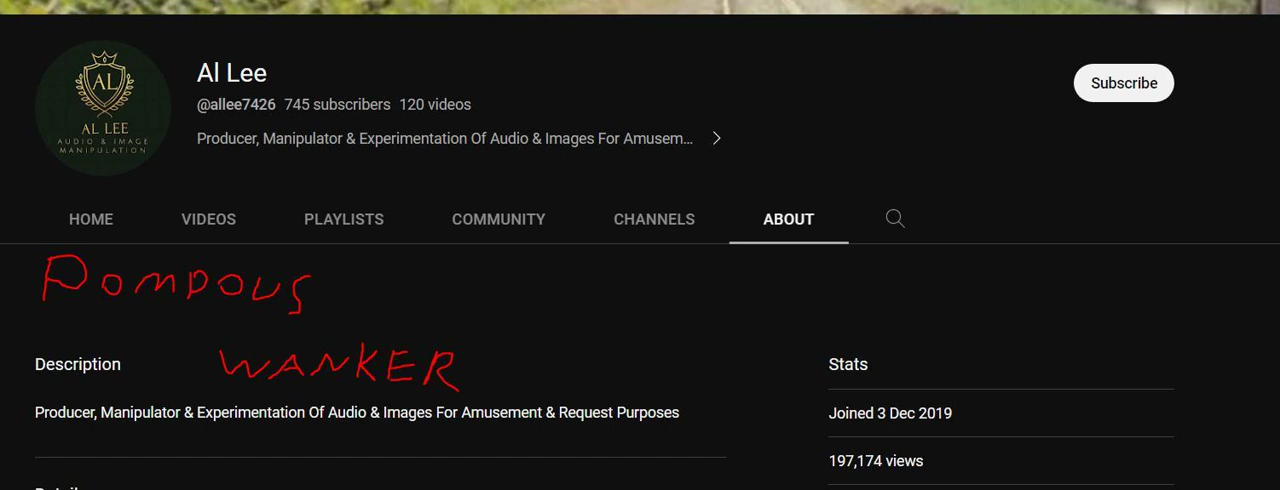 AL
AL LEE
AUDIO & IMAGE
MANIPULATION
Al Lee
@allee7426 745 subscribers 120 videos
Producer, Manipulator & Experimentation Of Audio & Images For Amusem...
Subscribe
HOME VIDEOS PLAYLISTS COMMUNITY CHANNELS ABOUT
POMPOUS
WANKER
Description
Producer, Manipulator & Experimentation Of Audio & Images For Amusement & Request Purposes
Stats
Joined 3 Dec 2019
197,174 views